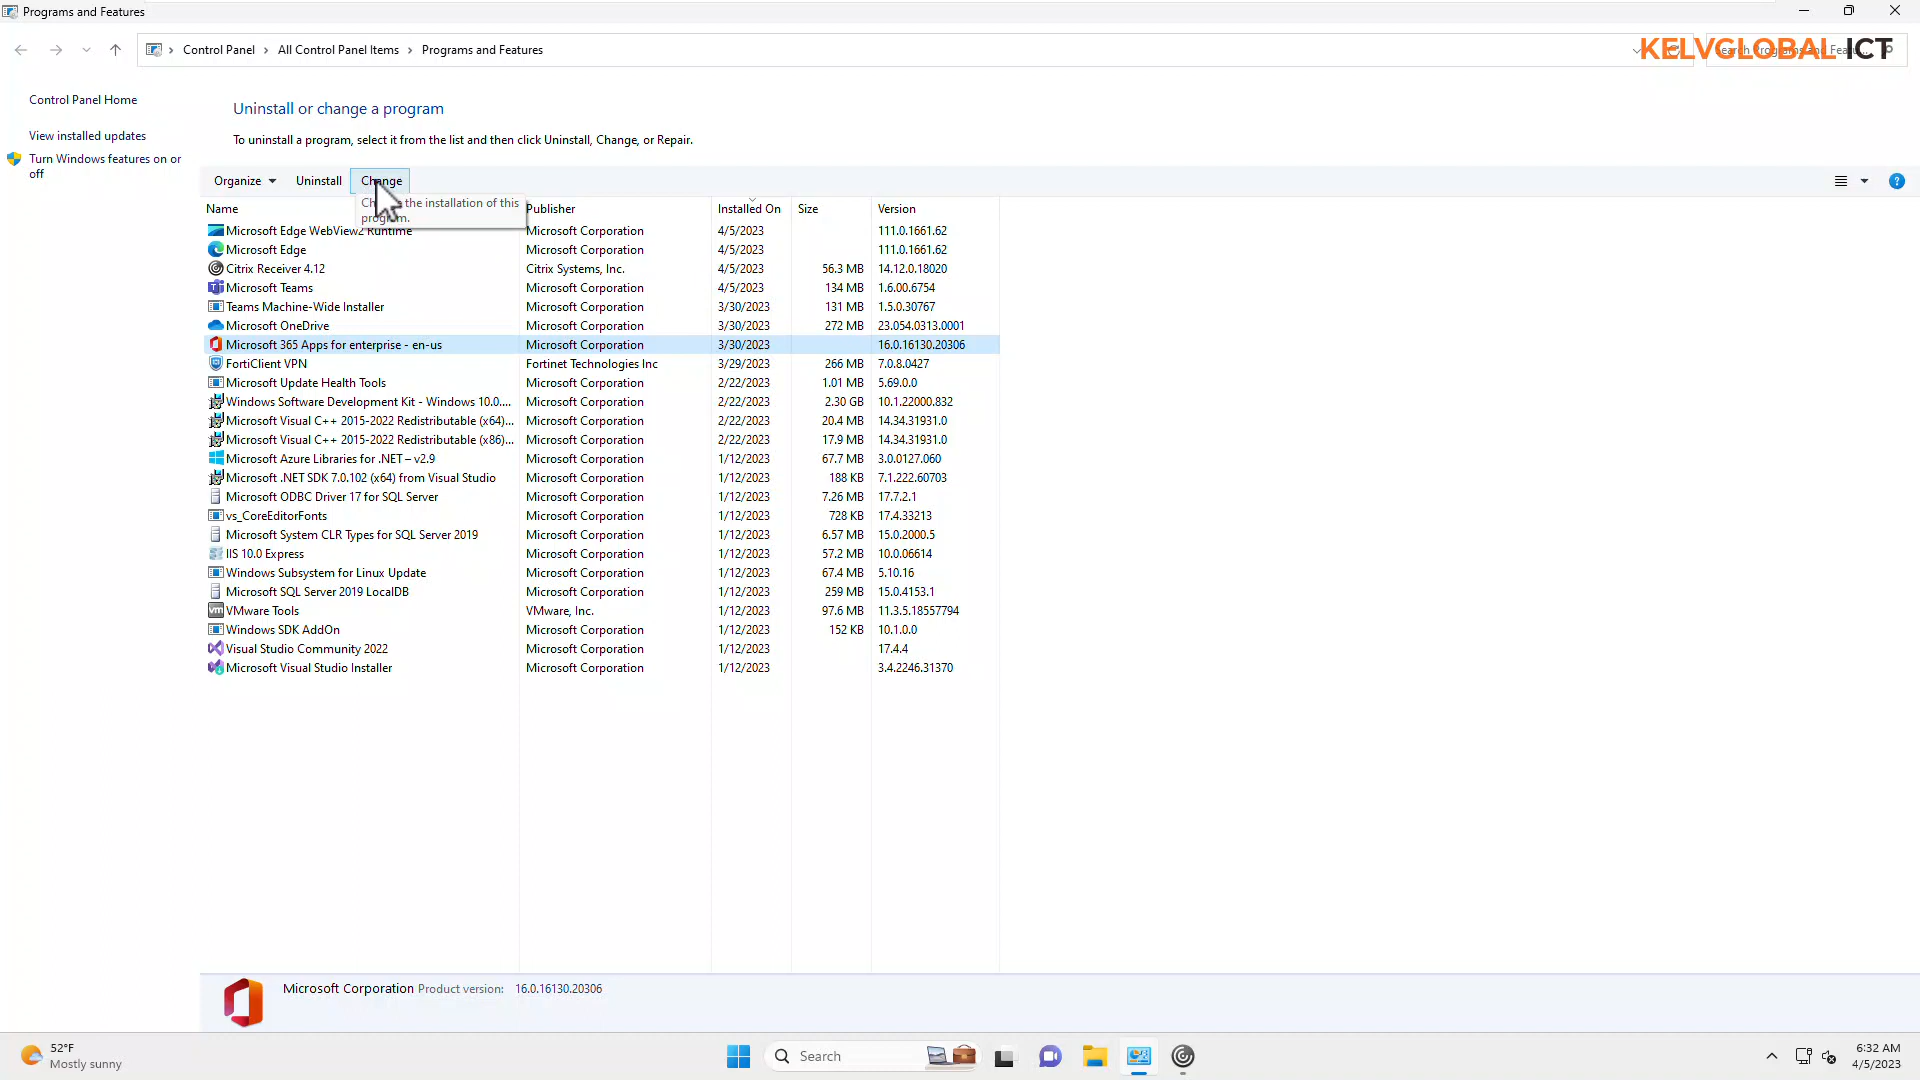 Programs and Features
Control Panel > All Control Panel Items > Programs and Features
KELVGLOBAL ICT
Control Panel Home
View installed updates
Turn Windows features on or
off
Uninstall or change a program
To uninstall a program, select it from the list and then click Uninstall, Change, or Repair.
Organize Uninstall Change
the installation of this
program.
Name Publisher Installed On Size Version
Microsoft Edge WebView2 Runtime Microsoft Corporation 4/5/2023 111.0.1661.62
Microsoft Edge Microsoft Corporation 4/5/2023 111.0.1661.62
Citrix Receiver 4.12 Citrix Systems, Inc. 4/5/2023 56.3 MB 14.12.0.18020
Microsoft Teams Microsoft Corporation 4/5/2023 134 MB 1.6.00.6754
Teams Machine-Wide Installer Microsoft Corporation 3/30/2023 131 MB 1.5.0.30767
Microsoft OneDrive Microsoft Corporation 3/30/2023 272 MB 23.054.0313.0001
Microsoft 365 Apps for enterprise - en-us Microsoft Corporation 3/30/2023 16.0.16130.20306
FortiClient VPN Fortinet Technologies Inc 3/29/2023 266 MB 7.0.8.0427
Microsoft Update Health Tools Microsoft Corporation 2/22/2023 1.01 MB 5.69.0.0
Windows Software Development Kit - Windows 10.0.... Microsoft Corporation 2/22/2023 2.30 GB 10.1.22000.832
Microsoft Visual C++ 2015-2022 Redistributable (x64)... Microsoft Corporation 2/22/2023 20.4 MB 14.34.31931.0
Microsoft Visual C++ 2015-2022 Redistributable (x86)... Microsoft Corporation 2/22/2023 17.9 MB 14.34.31931.0
Microsoft Azure Libraries for .NET – v2.9 Microsoft Corporation 1/12/2023 67.7 MB 3.0.0127.060
Microsoft .NET SDK 7.0.102 (x64) from Visual Studio Microsoft Corporation 1/12/2023 188 KB 7.1.222.60703
Microsoft ODBC Driver 17 for SQL Server Microsoft Corporation 1/12/2023 7.26 MB 17.7.2.1
vs_CoreEditorFonts Microsoft Corporation 1/12/2023 728 KB 17.4.33213
Microsoft System CLR Types for SQL Server 2019 Microsoft Corporation 1/12/2023 6.57 MB 15.0.2000.5
IIS 10.0 Express Microsoft Corporation 1/12/2023 57.2 MB 10.0.06614
Windows Subsystem for Linux Update Microsoft Corporation 1/12/2023 67.4 MB 5.10.16
Microsoft SQL Server 2019 LocalDB Microsoft Corporation 1/12/2023 259 MB 15.0.4153.1
VMware Tools VMware, Inc. 1/12/2023 97.6 MB 11.3.5.18557794
Windows SDK AddOn Microsoft Corporation 1/12/2023 152 KB 10.1.0.0
Visual Studio Community 2022 Microsoft Corporation 1/12/2023 17.4.4
Microsoft Visual Studio Installer Microsoft Corporation 1/12/2023 3.4.2246.31370
Microsoft Corporation Product version: 16.0.16130.20306
52°F
Mostly sunny
Search
6:32 AM
4/5/2023